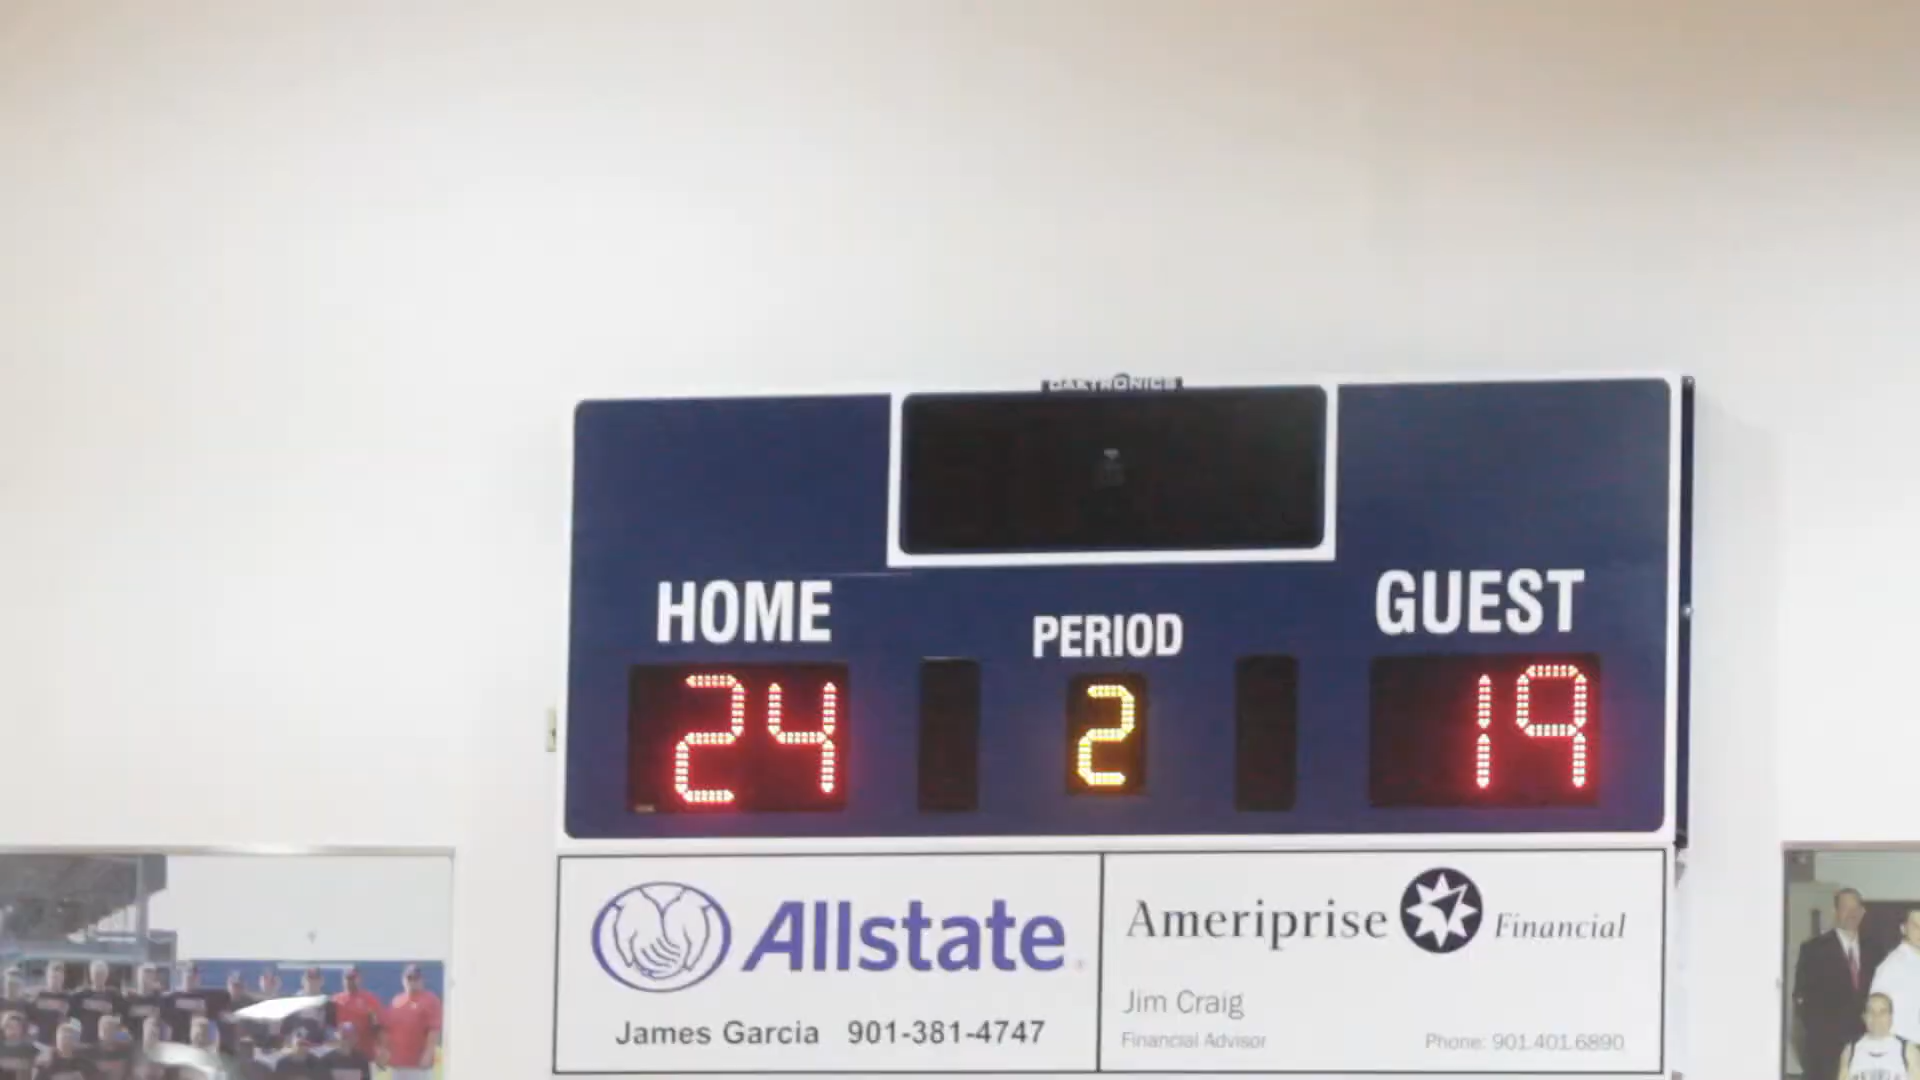 DAKTRONICS
HOME
PERIOD
GUEST
24
2
19
Allstate
James Garcia 901-381-4747
Ameriprise Financial
Jim Craig
Financial Advisor
Phone: 901.401.6890